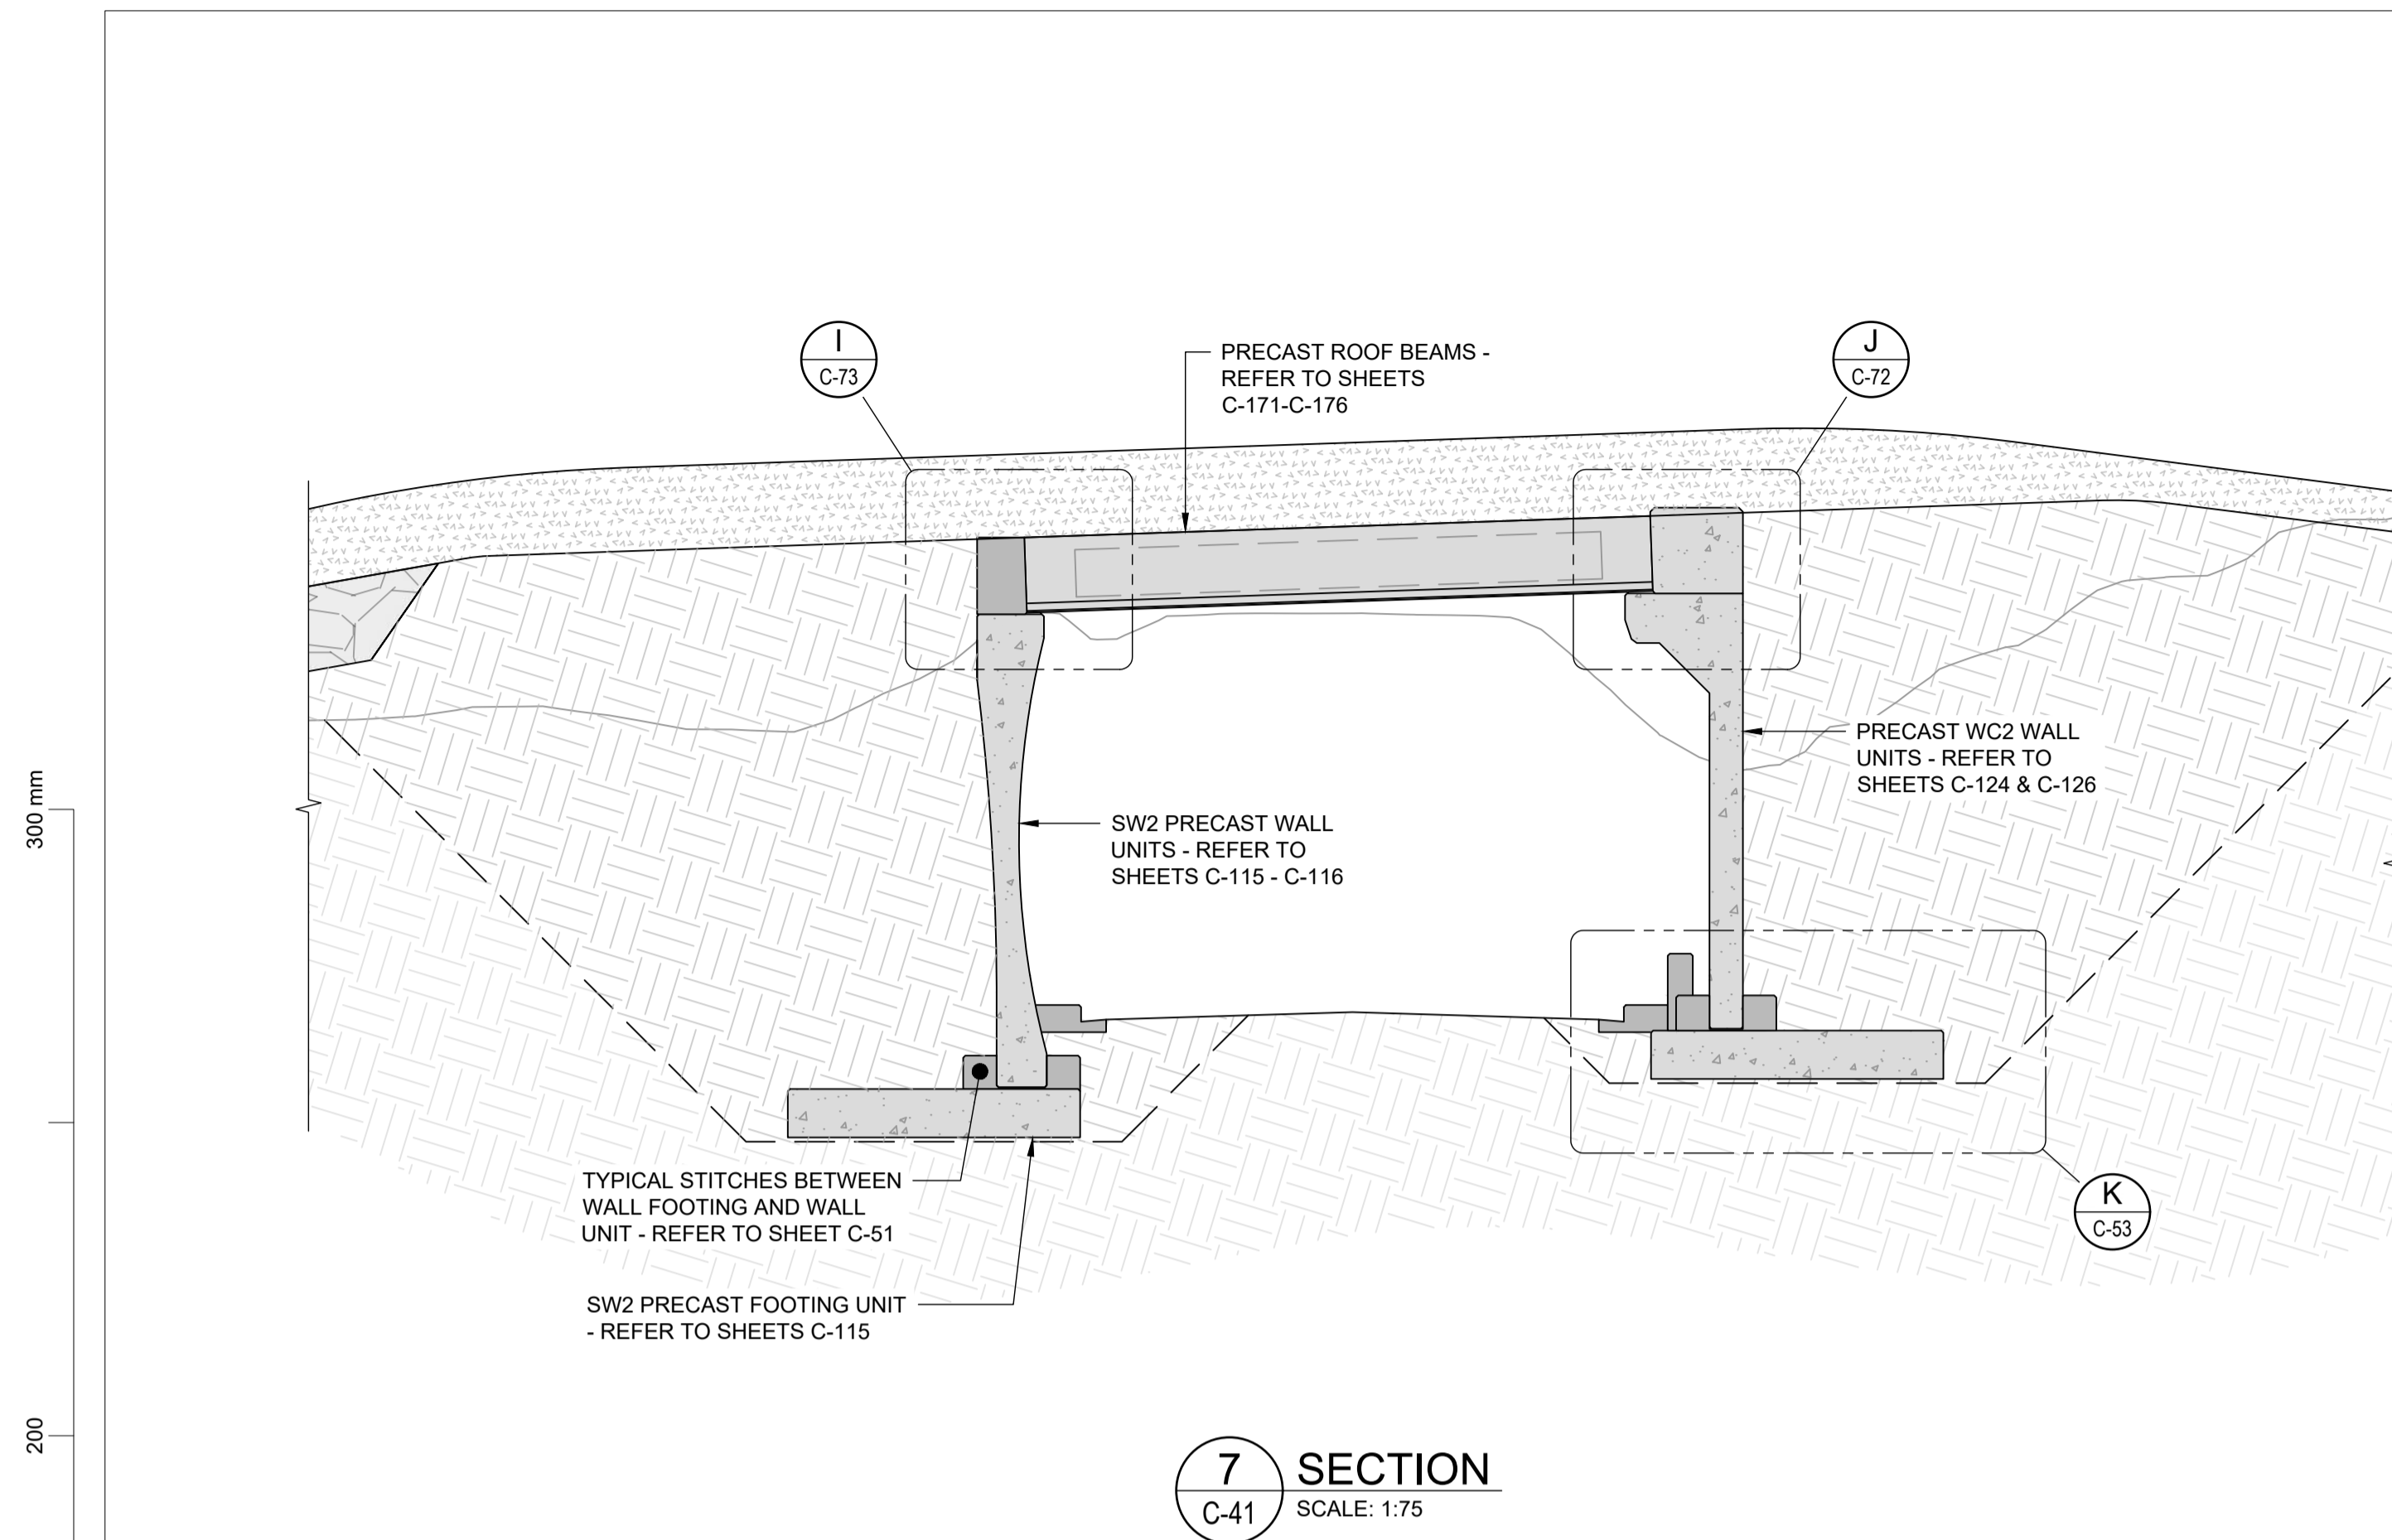 I
C-73
PRECAST ROOF BEAMS -
REFER TO SHEETS
C-171-C-176
J
C-72
PRECAST WC2 WALL
UNITS - REFER TO
SHEETS C-124 & C-126
300 mm
SW2 PRECAST WALL
UNITS - REFER TO
SHEETS C-115 - C-116
TYPICAL STITCHES BETWEEN
WALL FOOTING AND WALL
UNIT - REFER TO SHEET C-51
K
C-53
SW2 PRECAST FOOTING UNIT
- REFER TO SHEETS C-115
200
7
C-41
SECTION
SCALE: 1:75